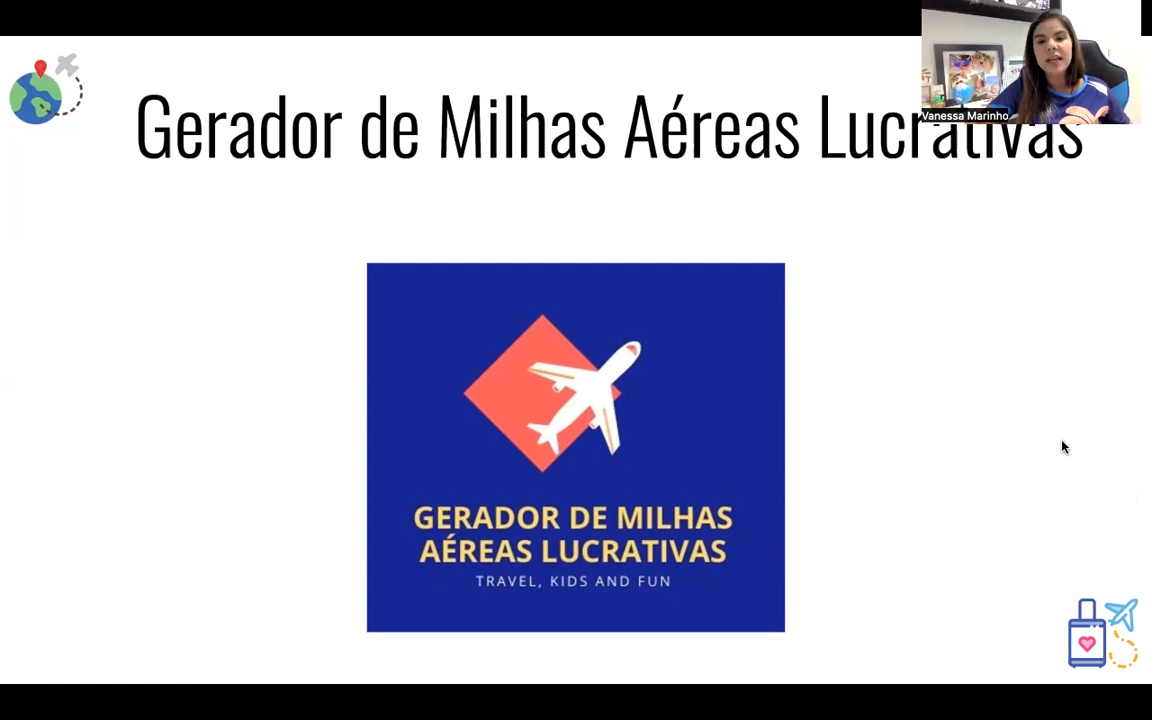 Gerador de Milhas Aéreas Lucrativas
Vanessa Marinho
GERADOR DE MILHAS
AÉREAS LUCRATIVAS
TRAVEL, KIDS AND FUN